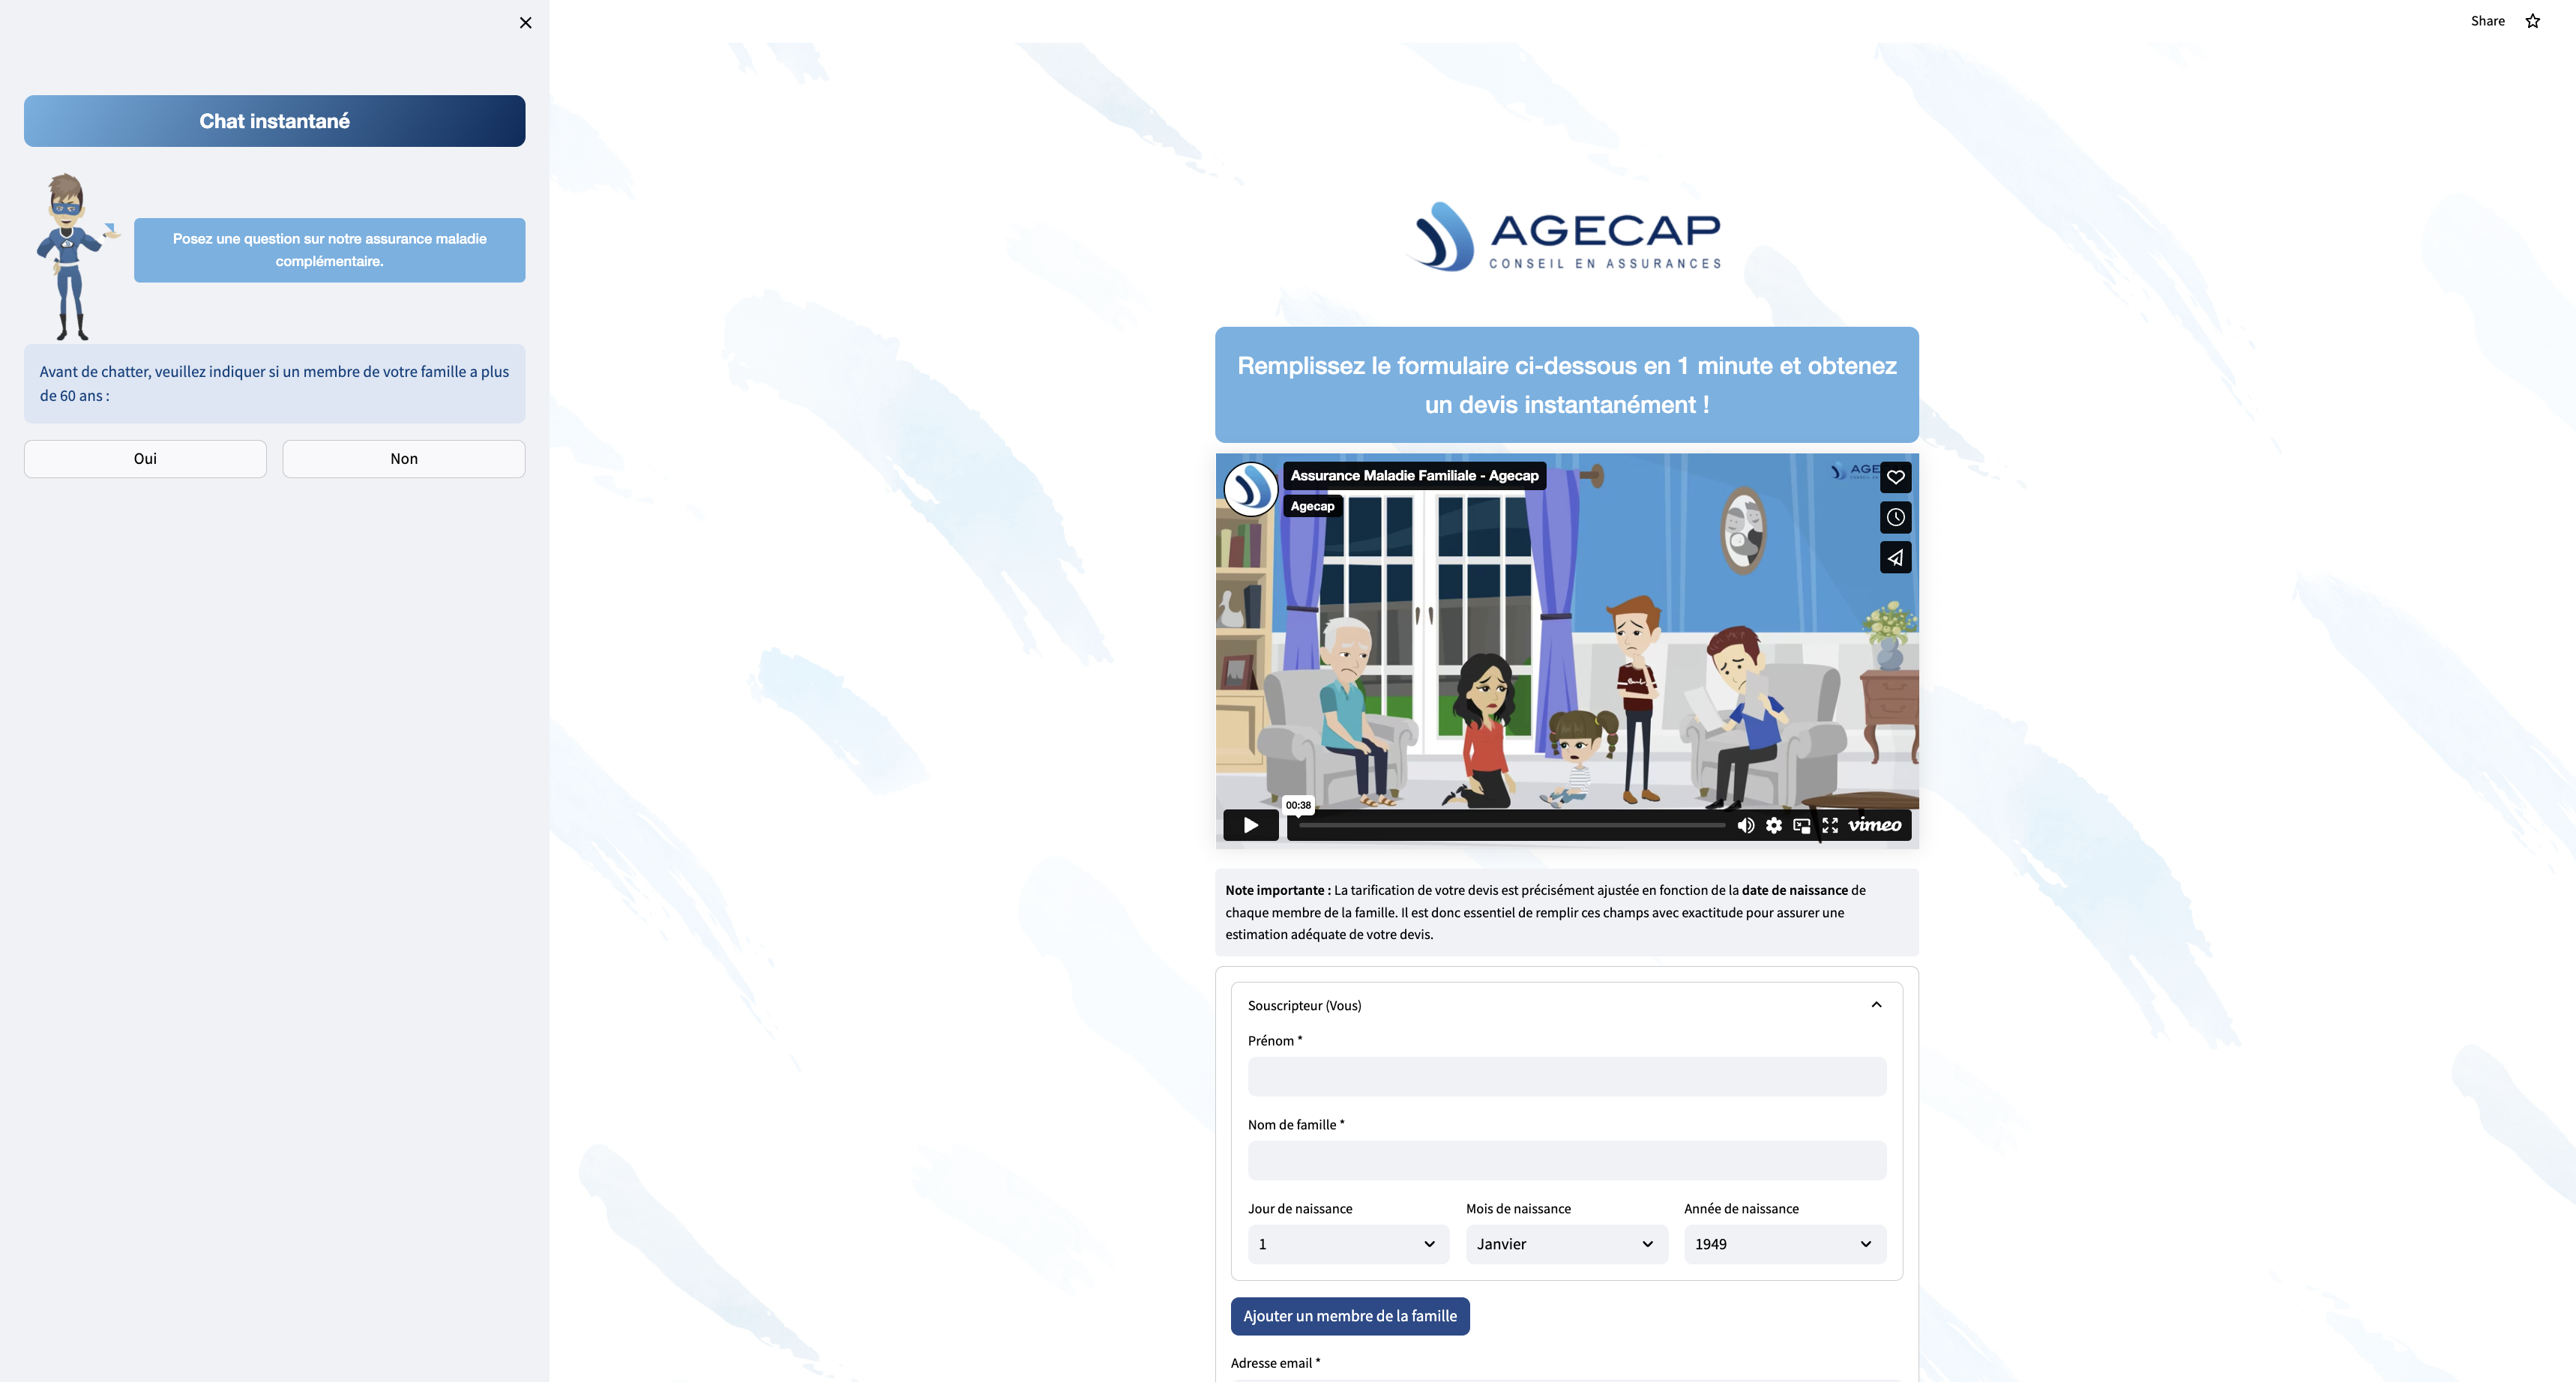 Share
Chat instantané
Posez une question sur notre assurance maladie
complémentaire.
Avant de chatter, veuillez indiquer si un membre de votre famille a plus
de 60 ans :
Oui
Non
AGECAP
CONSEIL EN ASSURANCES
Remplissez le formulaire ci-dessous en 1 minute et obtenez
un devis instantanément !
Assurance Maladie Familiale - Agecap
Agecap
AGE
00:38
vimeo
Note importante : La tarification de votre devis est précisément ajustée en fonction de la date de naissance de
chaque membre de la famille. Il est donc essentiel de remplir ces champs avec exactitude pour assurer une
estimation adéquate de votre devis.
Souscripteur (Vous)
Prénom *
Nom de famille *
Jour de naissance
Mois de naissance
Année de naissance
1
Janvier
1949
Ajouter un membre de la famille
Adresse email *